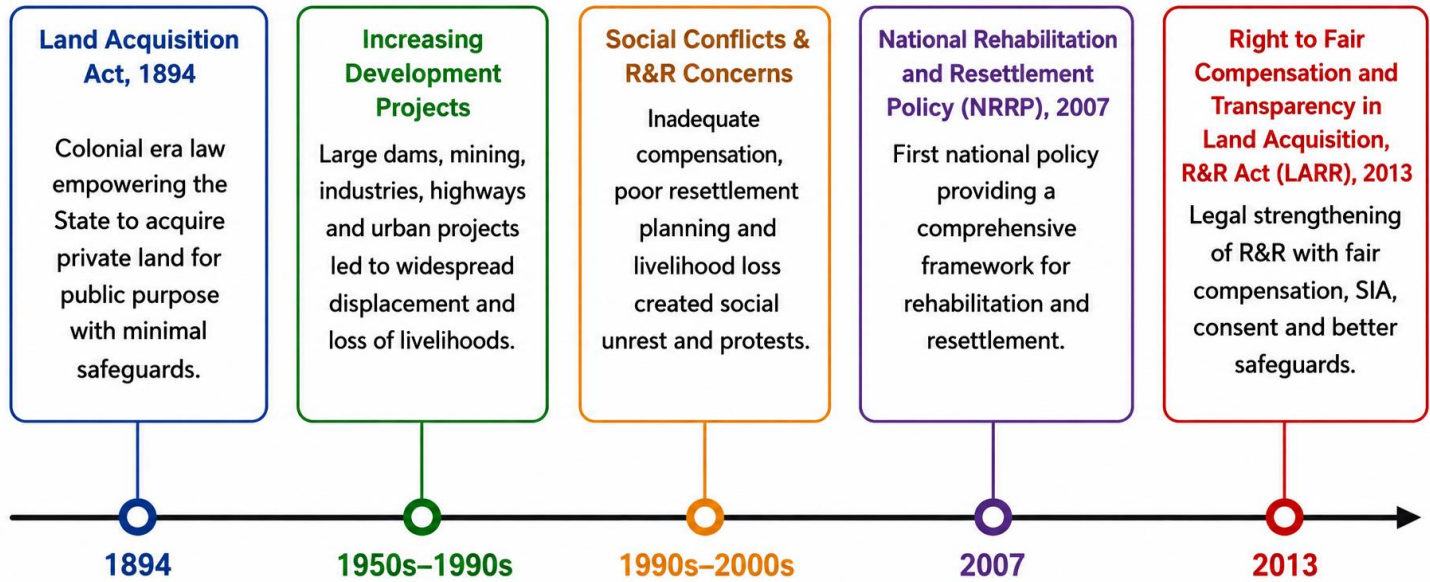 Land Acquisition
Act, 1894
Colonial era law
empowering the
State to acquire
private land for
public purpose
with minimal
safeguards.
Increasing
Development
Projects
Large dams, mining,
industries, highways
and urban projects
led to widespread
displacement and
loss of livelihoods.
Social Conflicts &
R&R Concerns
Inadequate
compensation,
poor resettlement
planning and
livelihood loss
created social
unrest and protests.
National Rehabilitation
and Resettlement
Policy (NRRP), 2007
First national policy
providing a
comprehensive
framework for
rehabilitation and
resettlement.
Right to Fair
Compensation and
Transparency in
Land Acquisition,
R&R Act (LARR), 2013
Legal strengthening
of R&R with fair
compensation, SIA,
consent and better
safeguards.
1894
1950s–1990s
1990s–2000s
2007
2013